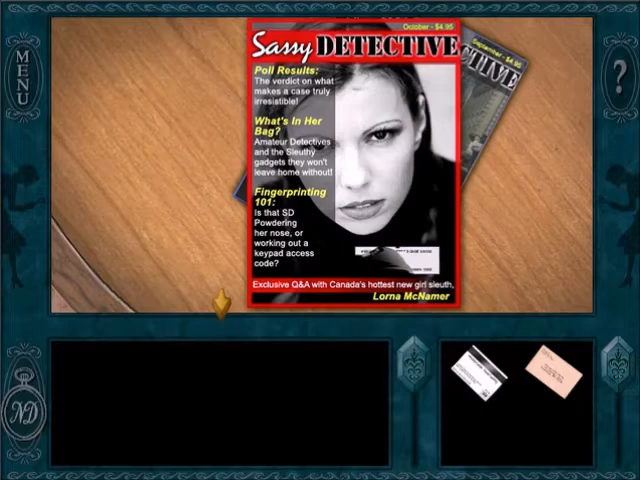 MENU
?
October - $4.95
Sassy DETECTIVE
September - $4.95
CTIVE
Poll Results:
The verdict on what
makes a case truly
irresistible!
What's In Her
Bag?
Amateur Detectives
and the Sleuthy
gadgets they won't
leave home without!
Fingerprinting
101:
Is that SD
Powdering
her nose, or
working out a
keypad access
code?
Exclusive Q&A with Canada's hottest new girl sleuth,
Lorna McNamer
ND